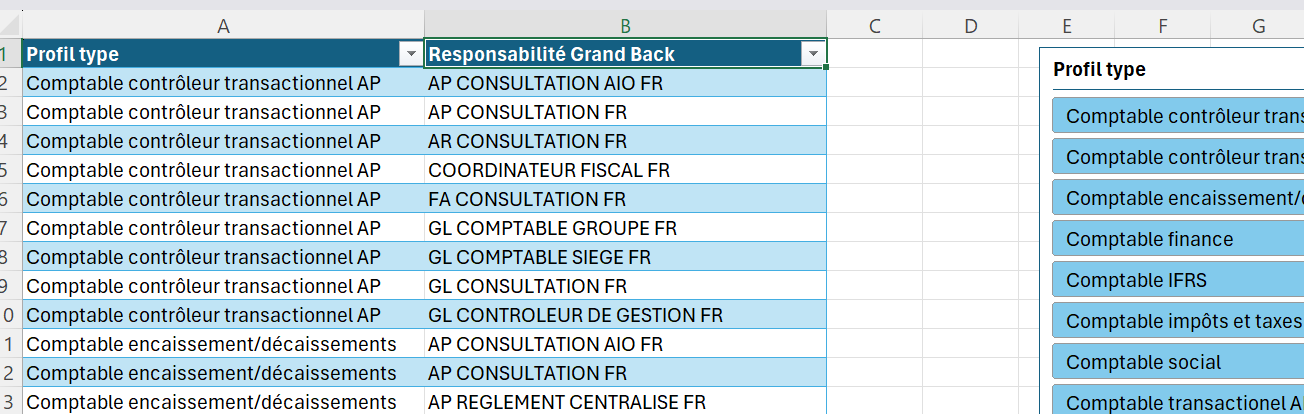 A B C D E F G
1 Profil type Responsabilité Grand Back
2 Comptable contrôleur transactionnel AP AP CONSULTATION AIO FR
3 Comptable contrôleur transactionnel AP AP CONSULTATION FR
4 Comptable contrôleur transactionnel AP AR CONSULTATION FR
5 Comptable contrôleur transactionnel AP COORDINATEUR FISCAL FR
6 Comptable contrôleur transactionnel AP FA CONSULTATION FR
7 Comptable contrôleur transactionnel AP GL COMPTABLE GROUPE FR
8 Comptable contrôleur transactionnel AP GL COMPTABLE SIEGE FR
9 Comptable contrôleur transactionnel AP GL CONSULTATION FR
0 Comptable contrôleur transactionnel AP GL CONTROLEUR DE GESTION FR
1 Comptable encaissement/décaissements AP CONSULTATION AIO FR
2 Comptable encaissement/décaissements AP CONSULTATION FR
3 Comptable encaissement/décaissements AP REGLEMENT CENTRALISE FR
Profil type
Comptable contrôleur trans
Comptable contrôleur trans
Comptable encaissement/
Comptable finance
Comptable IFRS
Comptable impôts et taxes
Comptable social
Comptable transactionel A